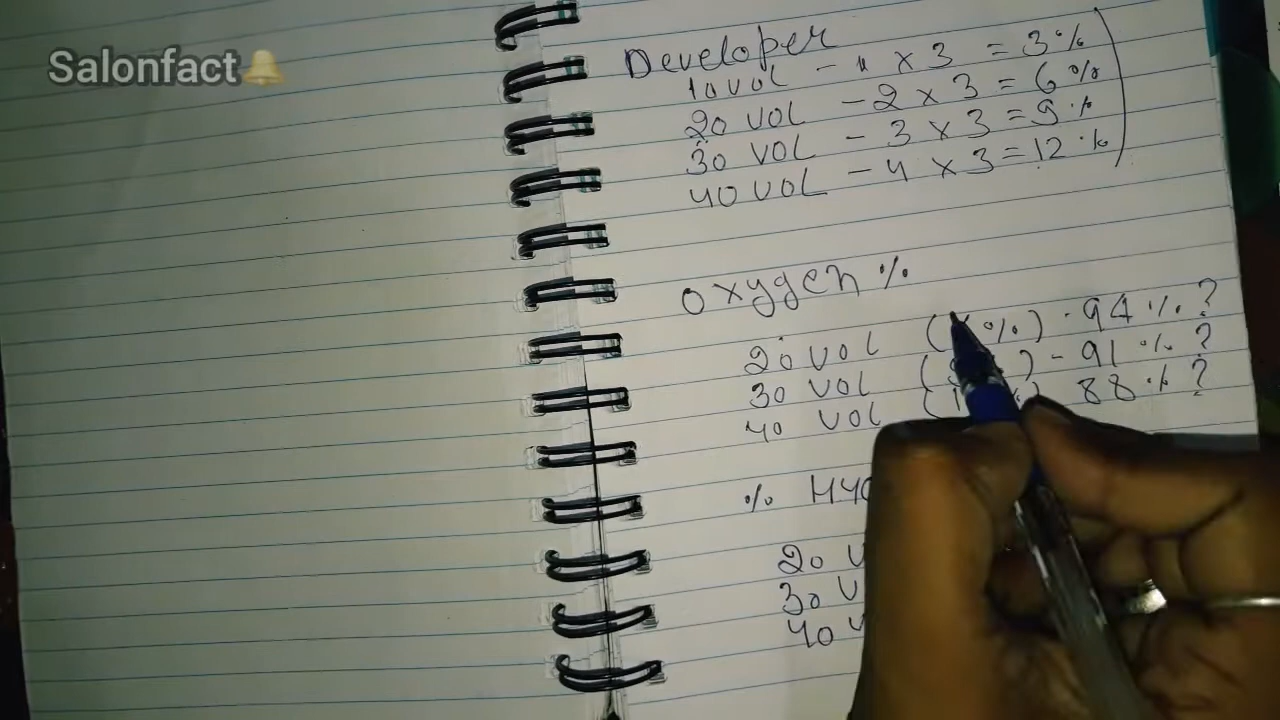 Salonfact
Developer
10 VOL - 1 x 3 = 3%
20 VOL - 2 x 3 = 6%
30 VOL - 3 x 3 = 9%
40 VOL - 4 x 3 = 12%
oxygen %
20 VOL ( %) - 94%?
30 VOL ( ) - 91%?
40 VOL ( ) 88%?
%
20 V
30 V
40 V